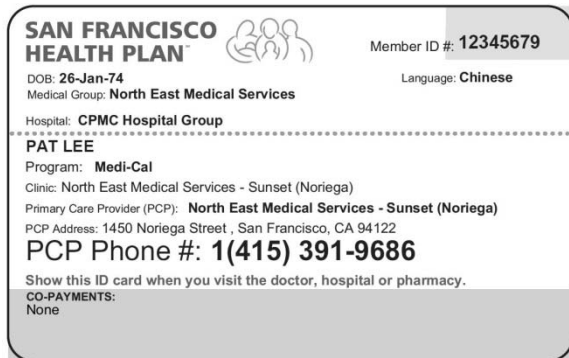 SAN FRANCISCO
HEALTH PLAN™
Member ID #: 12345679
DOB: 26-Jan-74
Language: Chinese
Medical Group: North East Medical Services
Hospital: CPMC Hospital Group
PAT LEE
Program: Medi-Cal
Clinic: North East Medical Services - Sunset (Noriega)
Primary Care Provider (PCP): North East Medical Services - Sunset (Noriega)
PCP Address: 1450 Noriega Street , San Francisco, CA 94122
PCP Phone #: 1(415) 391-9686
Show this ID card when you visit the doctor, hospital or pharmacy.
CO-PAYMENTS:
None